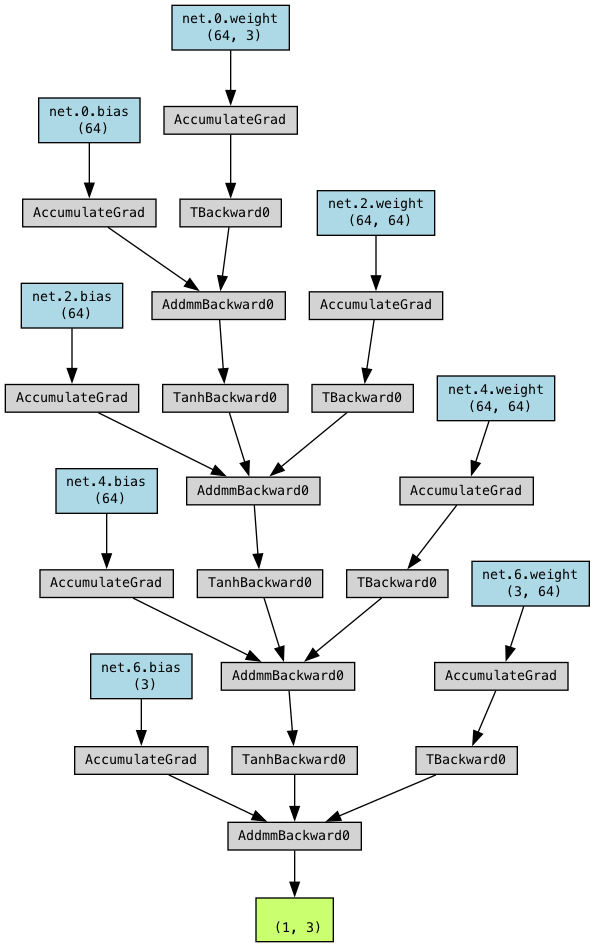 net.0.weight
(64, 3)
net.0.bias
(64)
AccumulateGrad
AccumulateGrad
TBackward0
net.2.weight
(64, 64)
net.2.bias
(64)
AddmmBackward0
AccumulateGrad
AccumulateGrad
TanhBackward0
TBackward0
net.4.weight
(64, 64)
net.4.bias
(64)
AddmmBackward0
AccumulateGrad
AccumulateGrad
TanhBackward0
TBackward0
net.6.weight
(3, 64)
net.6.bias
(3)
AddmmBackward0
AccumulateGrad
AccumulateGrad
TanhBackward0
TBackward0
AddmmBackward0
(1, 3)